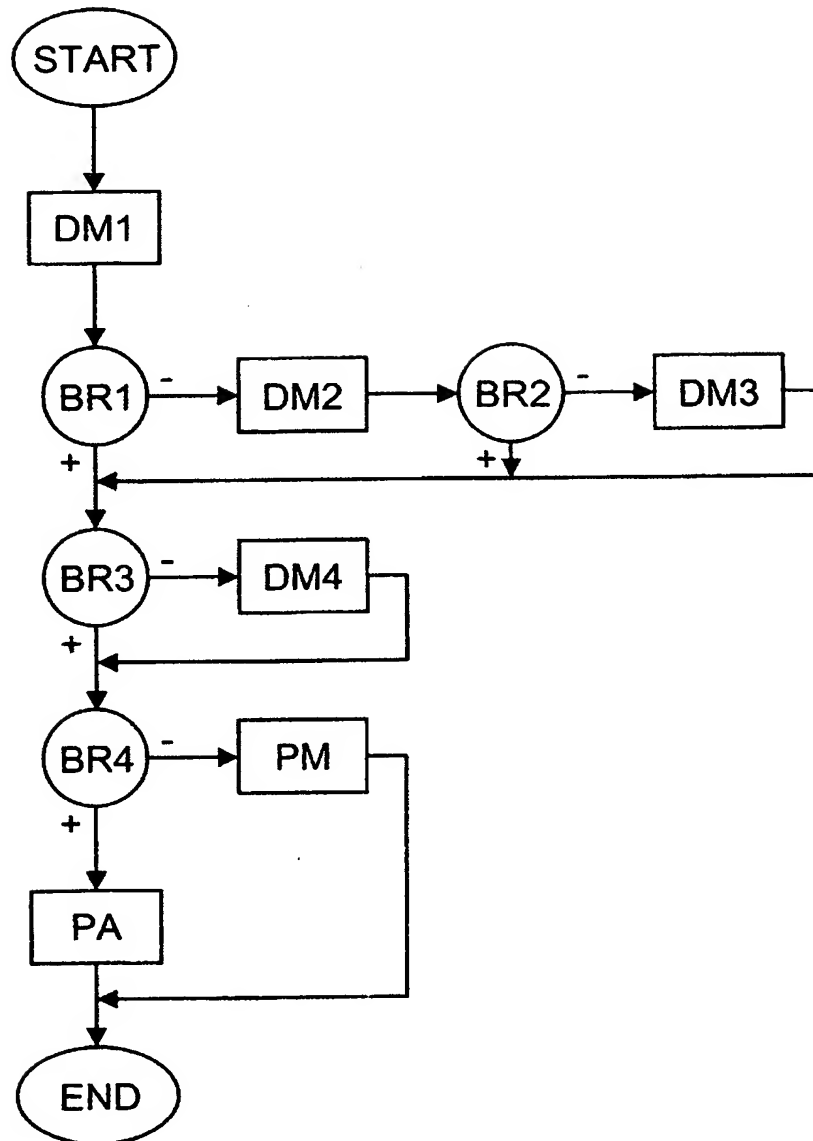 START
DM1
BR1
-
DM2
BR2
-
DM3
+
+
BR3
-
DM4
+
BR4
-
PM
+
PA
END